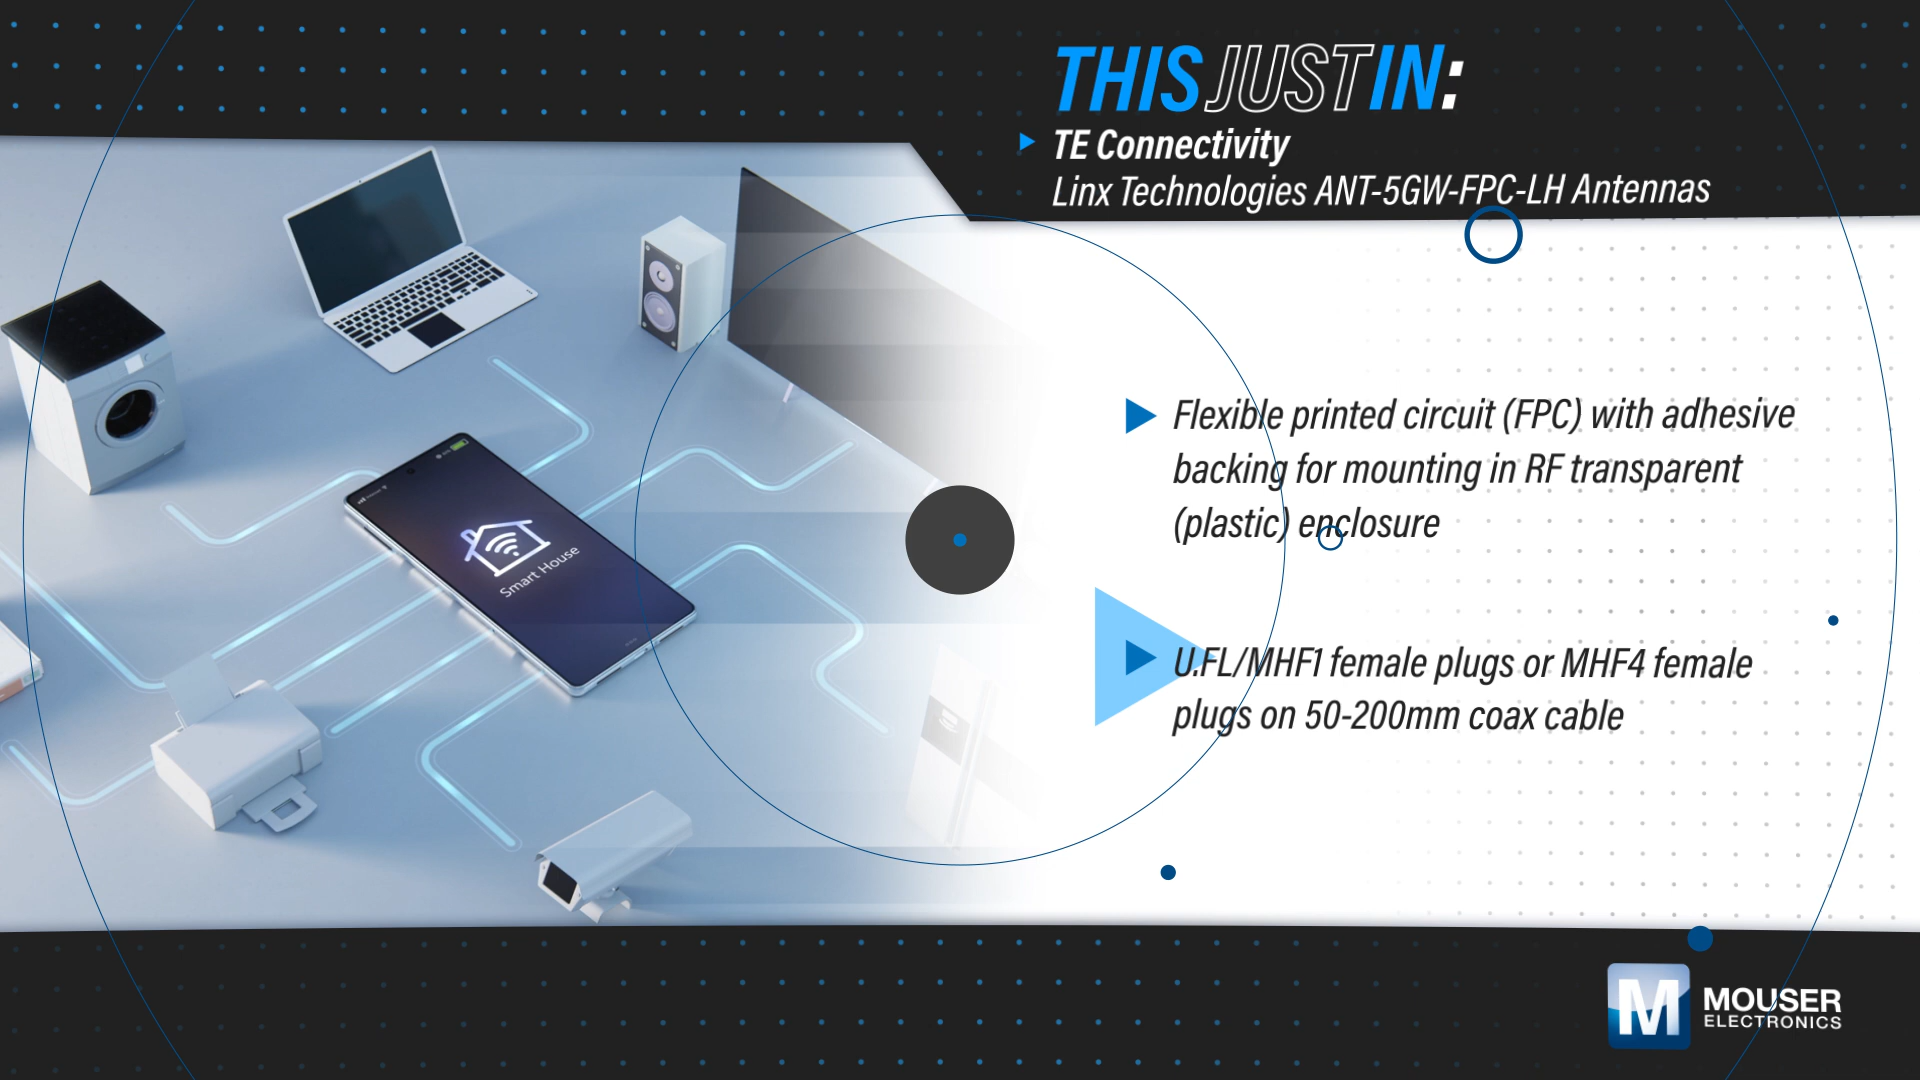 THIS JUST IN:
TE Connectivity
Linx Technologies ANT-5GW-FPC-LH Antennas
Flexible printed circuit (FPC) with adhesive
backing for mounting in RF transparent
(plastic) enclosure
U.FL/MHF1 female plugs or MHF4 female
plugs on 50-200mm coax cable
Smart House
M MOUSER
ELECTRONICS